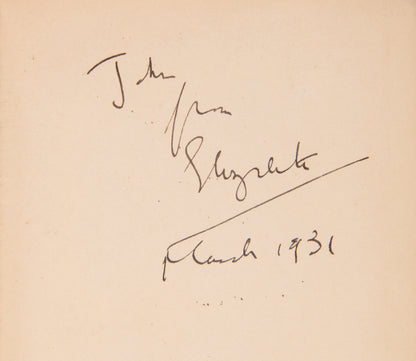 John
from
Elizabeth
March 1931